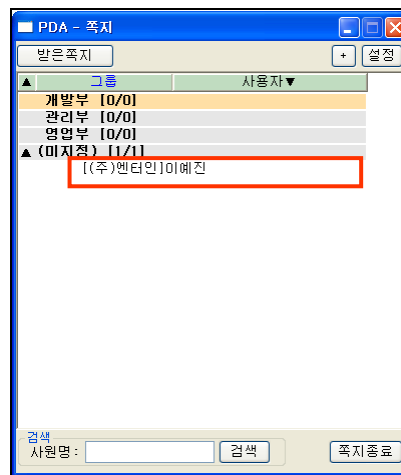 PDA - 쪽지
받은쪽지 + 설정
▲ 그룹 사용자▼
개발부 [0/0]
관리부 [0/0]
영업부 [0/0]
▲ (미지정) [1/1]
[(주)엔터인]이예진
검색
사원명: 검색 쪽지종료